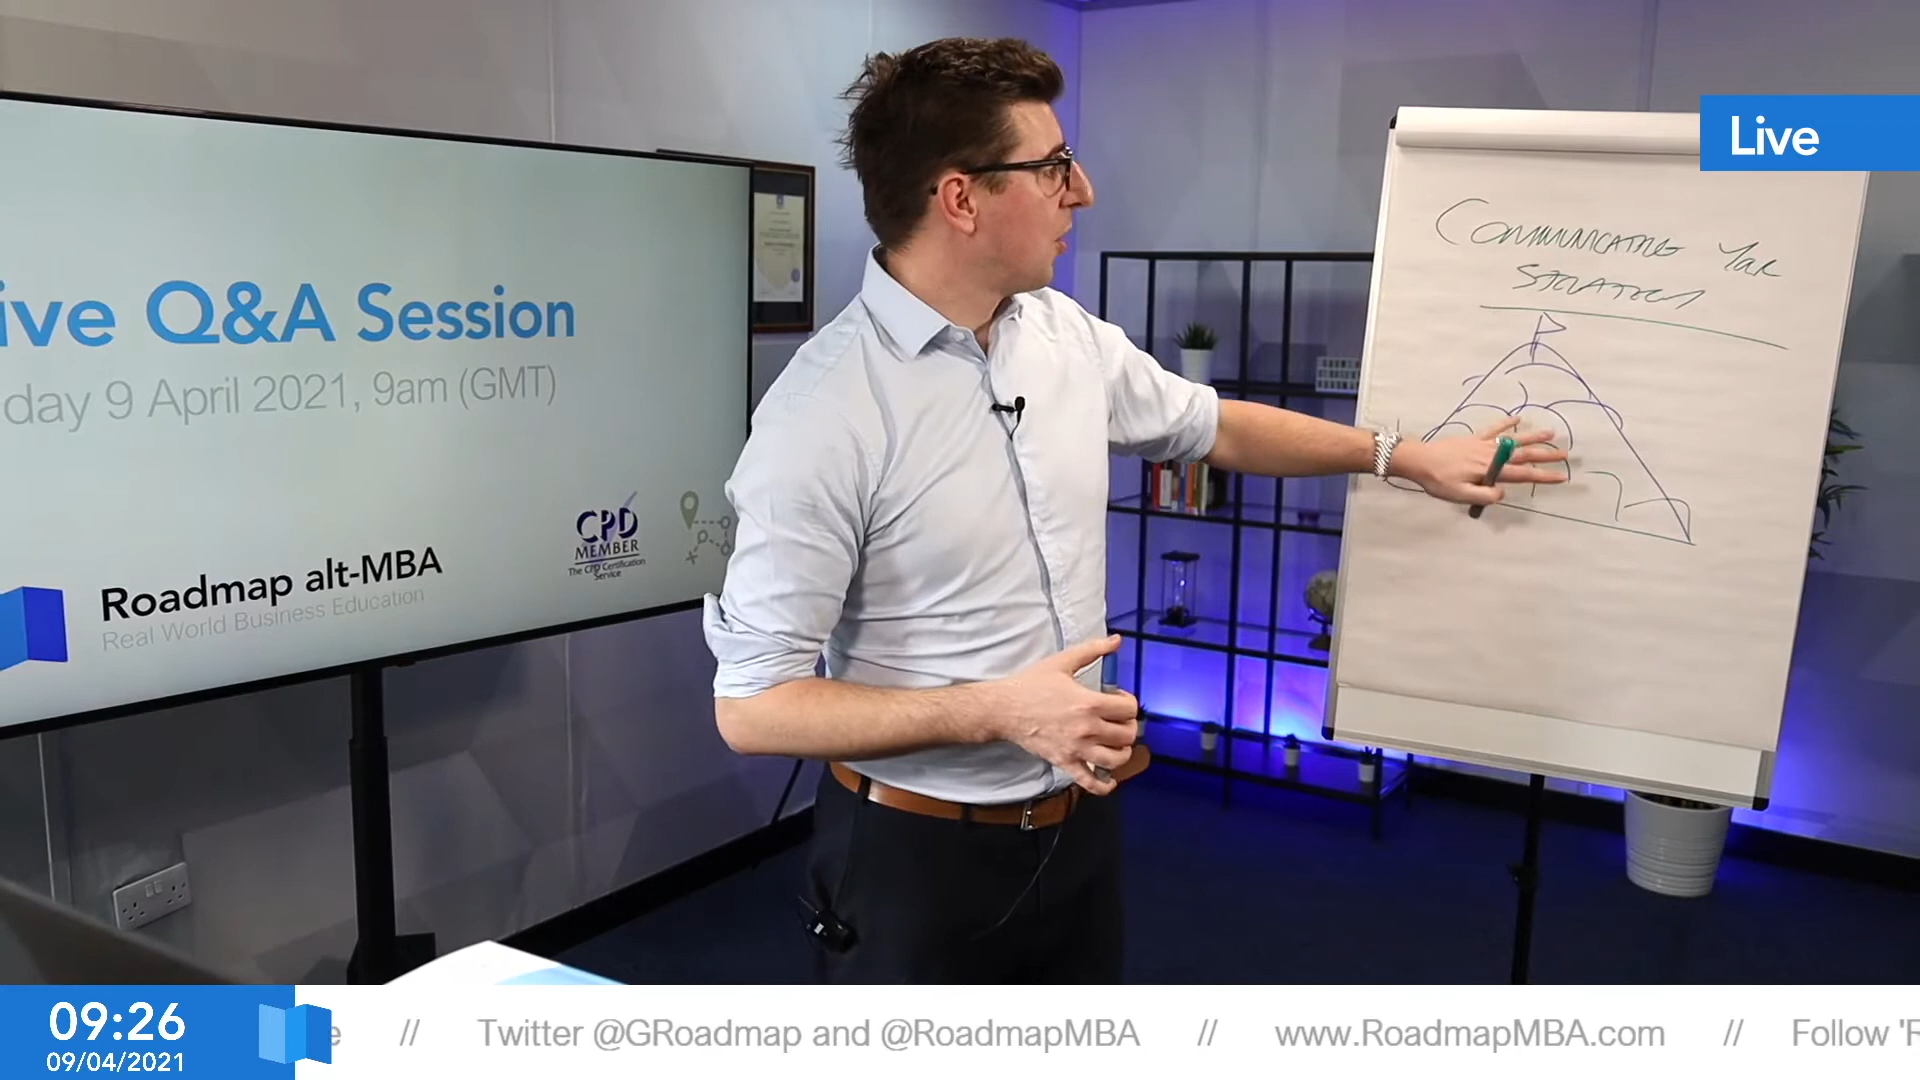 Live
ive Q&A Session
day 9 April 2021, 9am (GMT)
CPD
MEMBER
The CPD Certification
Service
Roadmap alt-MBA
Real World Business Education
COMMUNICATING YOUR
STRATEGY
09:26
09/04/2021
e // Twitter @GRoadmap and @RoadmapMBA // www.RoadmapMBA.com // Follow 'R